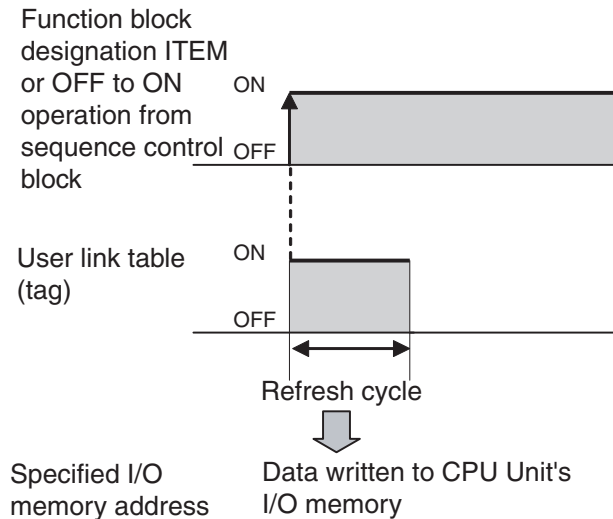 Function block
designation ITEM
or OFF to ON
operation from
sequence control
block
ON
OFF
User link table
(tag)
ON
OFF
Refresh cycle
Specified I/O
memory address
Data written to CPU Unit's
I/O memory